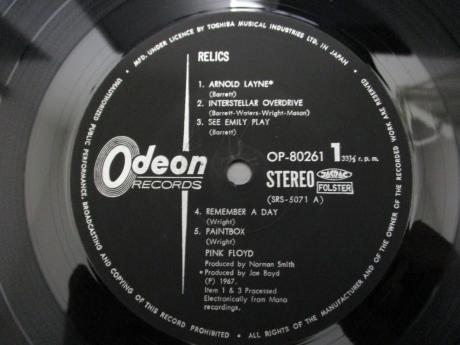 • MFD. UNDER LICENCE BY TOSHIBA MUSICAL INDUSTRIES LTD. IN JAPAN •
RELICS
1. ARNOLD LAYNE*
(Barrett)
2. INTERSTELLAR OVERDRIVE
(Barrett-Waters-Wright-Mason)
3. SEE EMILY PLAY
(Barrett)
Odeon
RECORDS
OP-80261 1 33⅓ r. p. m.
STEREO JASRAC
FOLSTER
(SRS-5071 A)
4. REMEMBER A DAY
(Wright)
5. PAINTBOX
(Wright)
PINK FLOYD
Produced by Norman Smith
* Produced by Joe Boyd
(P) 1967.
Item 1 & 3 Processed
Electronically from Mono
recordings.
UNAUTHORIZED PUBLIC PERFORMANCE, BROADCASTING AND COPYING OF THIS RECORD PROHIBITED • ALL RIGHTS OF THE MANUFACTURER AND OF THE OWNER OF THE RECORDED WORK ARE RESERVED